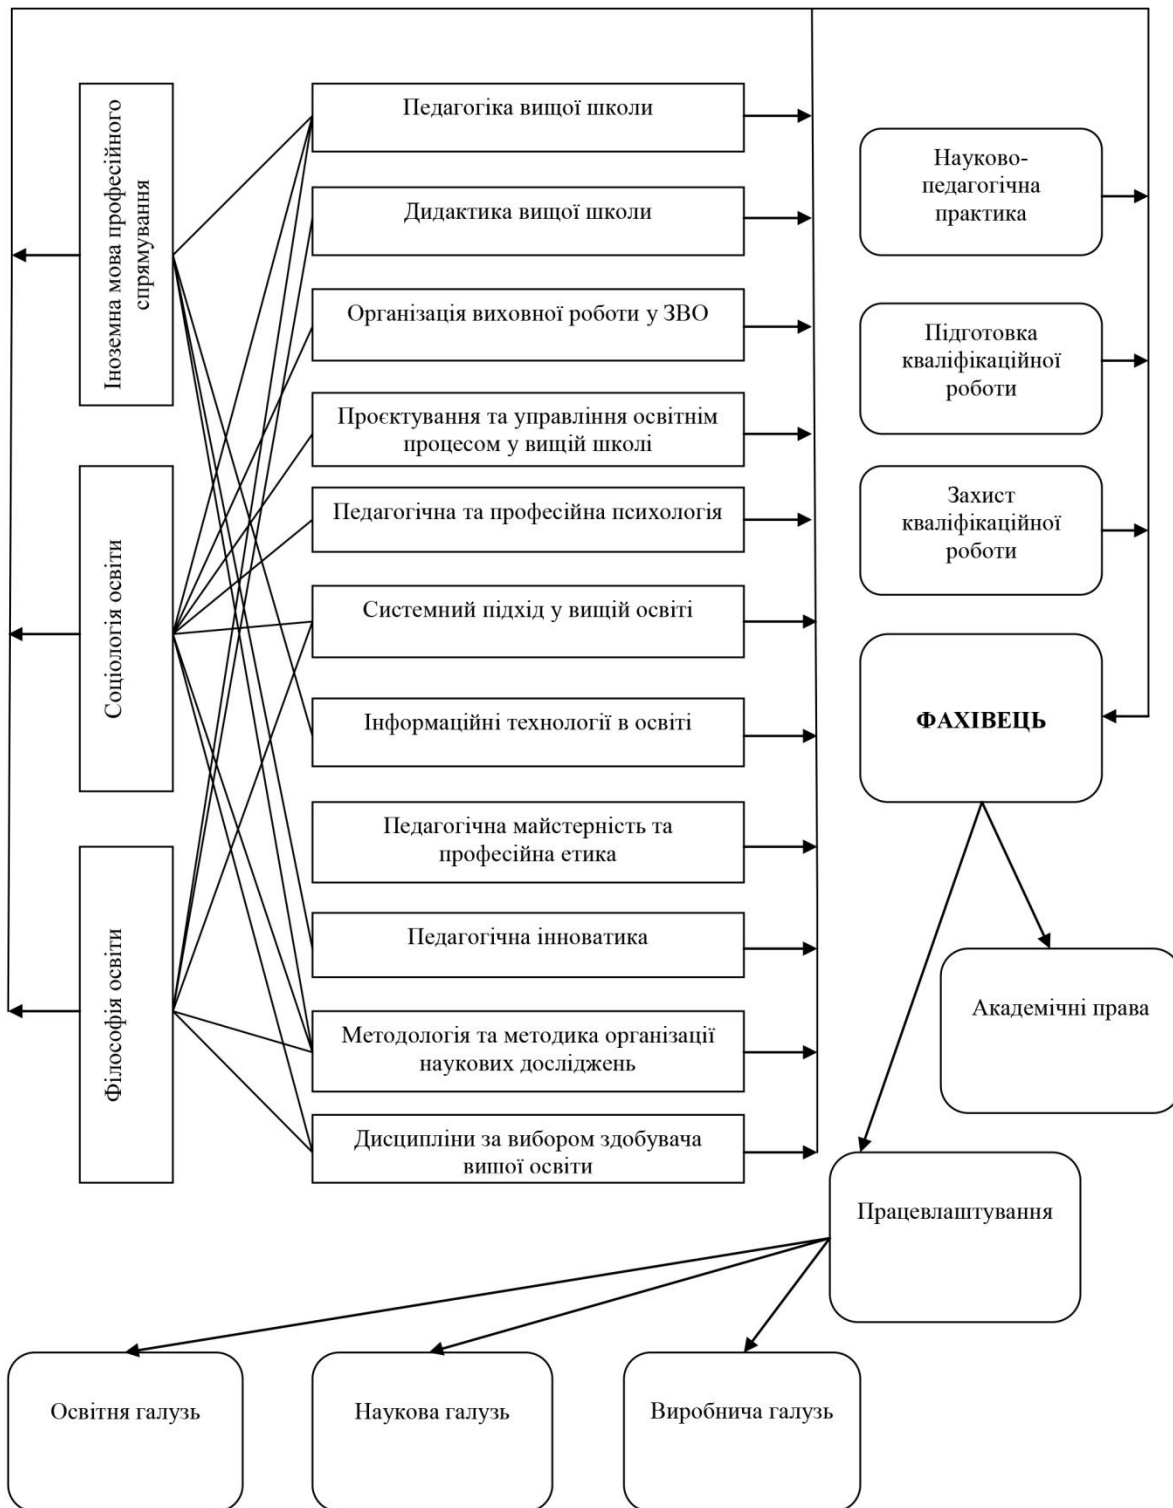 Іноземна мова професійного
спрямування
Соціологія освіти
Філософія освіти
Педагогіка вищої школи
Дидактика вищої школи
Організація виховної роботи у ЗВО
Проєктування та управління освітнім
процесом у вищій школі
Педагогічна та професійна психологія
Системний підхід у вищій освіті
Інформаційні технології в освіті
Педагогічна майстерність та
професійна етика
Педагогічна інноватика
Методологія та методика організації
наукових досліджень
Дисципліни за вибором здобувача
вищої освіти
Науково-
педагогічна
практика
Підготовка
кваліфікаційної
роботи
Захист
кваліфікаційної
роботи
ФАХІВЕЦЬ
Академічні права
Працевлаштування
Освітня галузь
Наукова галузь
Виробнича галузь